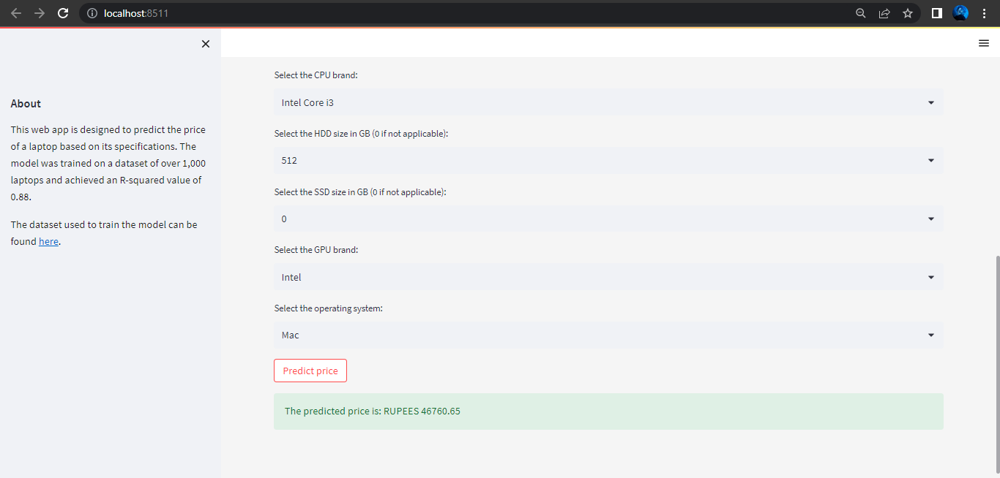 localhost:8511
About
This web app is designed to predict the price
of a laptop based on its specifications. The
model was trained on a dataset of over 1,000
laptops and achieved an R-squared value of
0.88.
The dataset used to train the model can be
found here.
Select the CPU brand:
Intel Core i3
Select the HDD size in GB (0 if not applicable):
512
Select the SSD size in GB (0 if not applicable):
0
Select the GPU brand:
Intel
Select the operating system:
Mac
Predict price
The predicted price is: RUPEES 46760.65